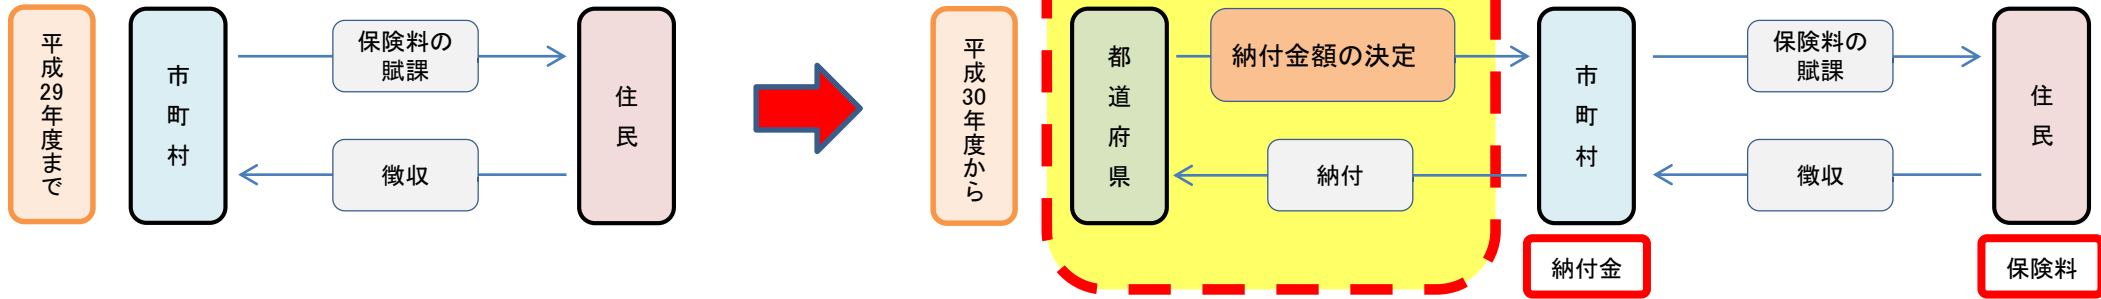 平成29年度まで
市町村
保険料の
賦課
徴収
住民
平成30年度から
都道府県
納付金額の決定
納付
市町村
保険料の
賦課
徴収
住民
納付金
保険料